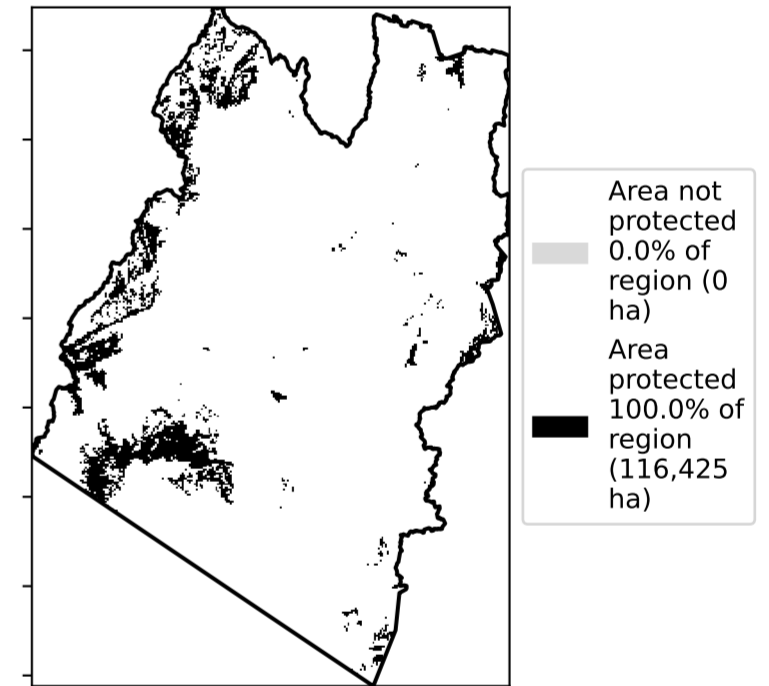 Area not
protected
0.0% of
region (0
ha)
Area
protected
100.0% of
region
(116,425
ha)